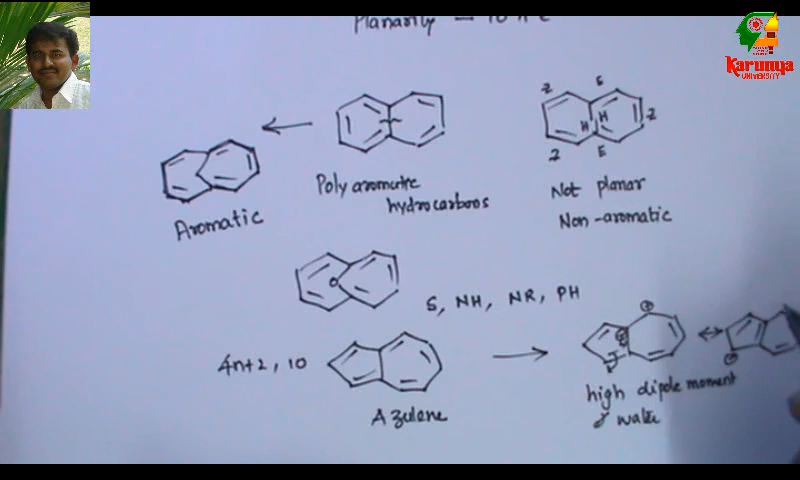 Planarity
KARUNYA
UNIVERSITY
Z
E
Z
H H
Z
E
Aromatic
Poly aromatic
hydrocarbons
Not planar
Non-aromatic
O
S, NH, NR, PH
4n+2, 10
Azulene
high dipole moment
water